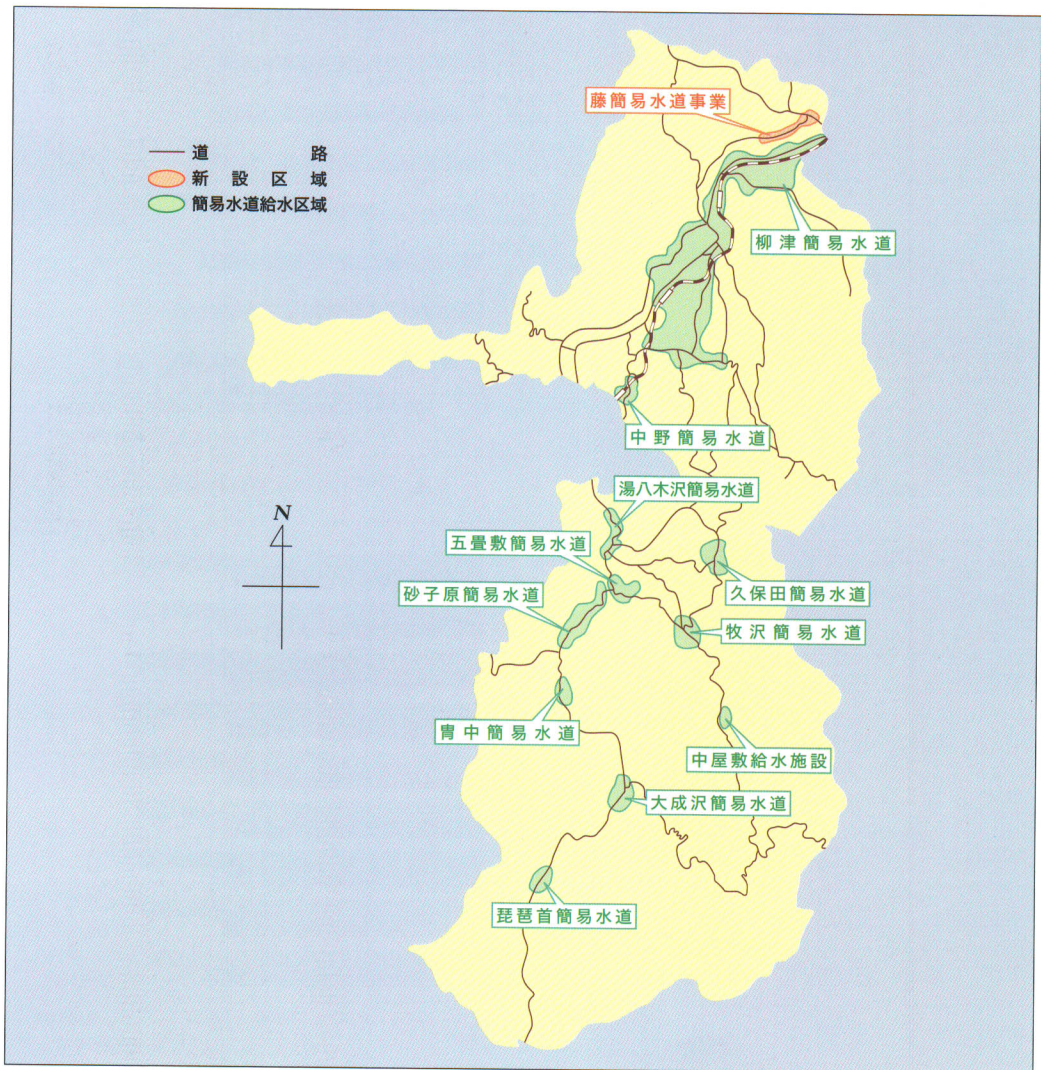 藤簡易水道事業
道路
新設区域
簡易水道給水区域
柳津簡易水道
中野簡易水道
湯八木沢簡易水道
N
五畳敷簡易水道
砂子原簡易水道
久保田簡易水道
牧沢簡易水道
冑中簡易水道
中屋敷給水施設
大成沢簡易水道
琵琶首簡易水道